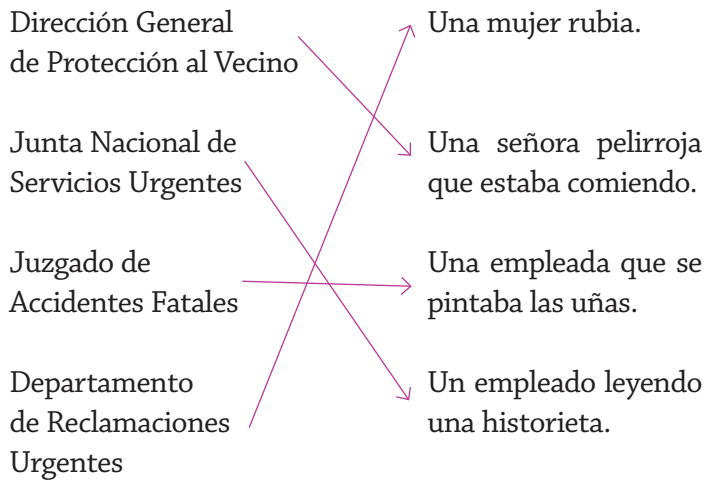 Dirección General
de Protección al Vecino
Una mujer rubia.
Junta Nacional de
Servicios Urgentes
Una señora pelirroja
que estaba comiendo.
Juzgado de
Accidentes Fatales
Una empleada que se
pintaba las uñas.
Departamento
de Reclamaciones
Urgentes
Un empleado leyendo
una historieta.